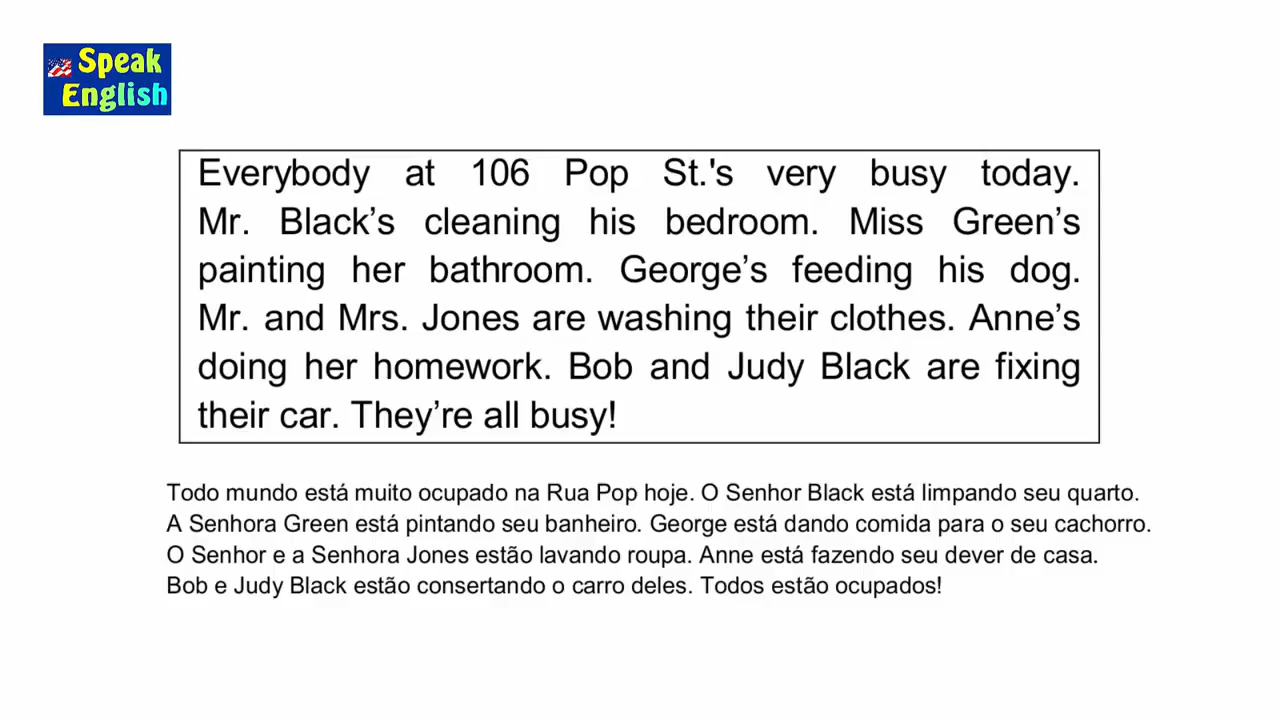 Speak
English
Everybody at 106 Pop St.'s very busy today.
Mr. Black’s cleaning his bedroom. Miss Green’s
painting her bathroom. George’s feeding his dog.
Mr. and Mrs. Jones are washing their clothes. Anne’s
doing her homework. Bob and Judy Black are fixing
their car. They’re all busy!
Todo mundo está muito ocupado na Rua Pop hoje. O Senhor Black está limpando seu quarto.
A Senhora Green está pintando seu banheiro. George está dando comida para o seu cachorro.
O Senhor e a Senhora Jones estão lavando roupa. Anne está fazendo seu dever de casa.
Bob e Judy Black estão consertando o carro deles. Todos estão ocupados!